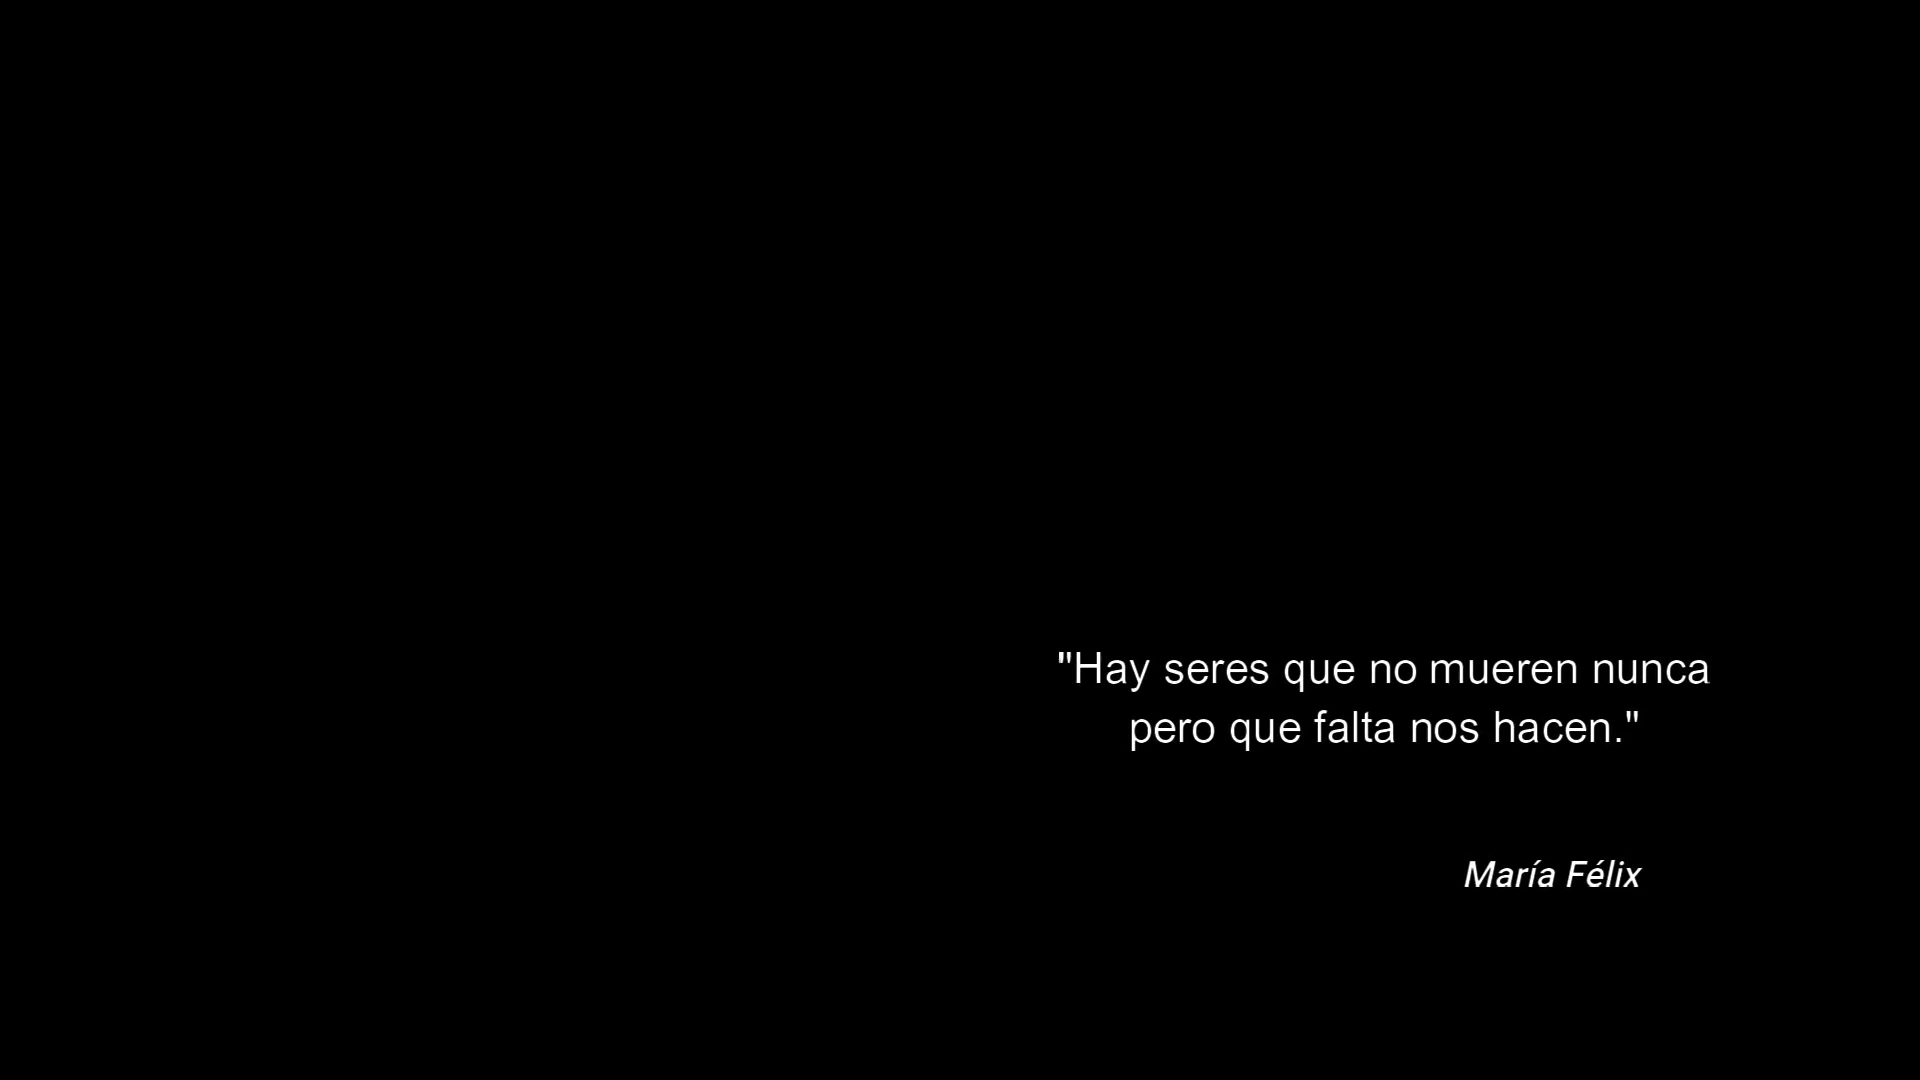 "Hay seres que no mueren nunca
pero que falta nos hacen."
María Félix